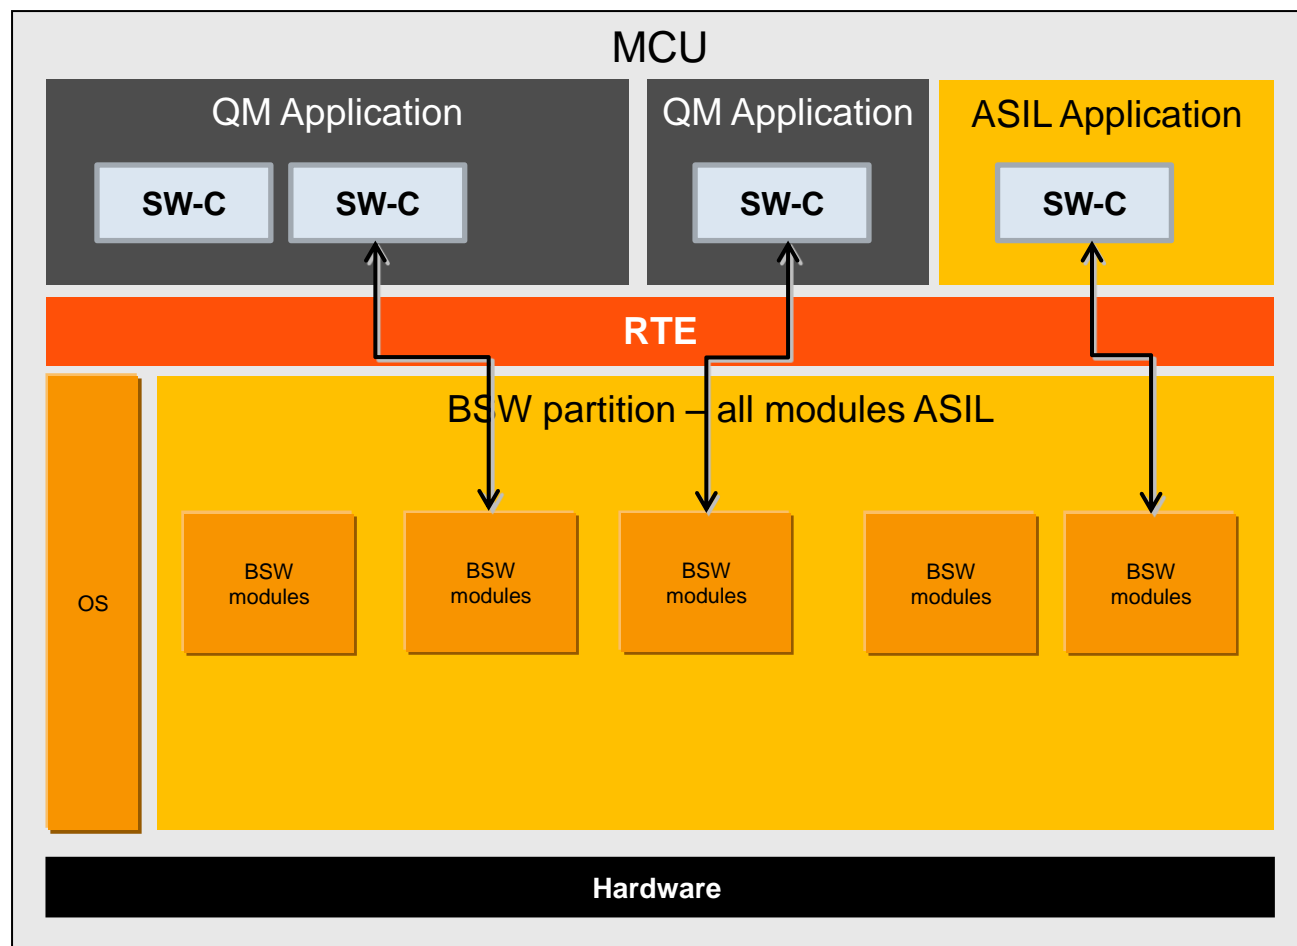 MCU
QM Application
QM Application
ASIL Application
SW-C
SW-C
SW-C
SW-C
RTE
BSW partition – all modules ASIL
OS
BSW
modules
BSW
modules
BSW
modules
BSW
modules
BSW
modules
Hardware